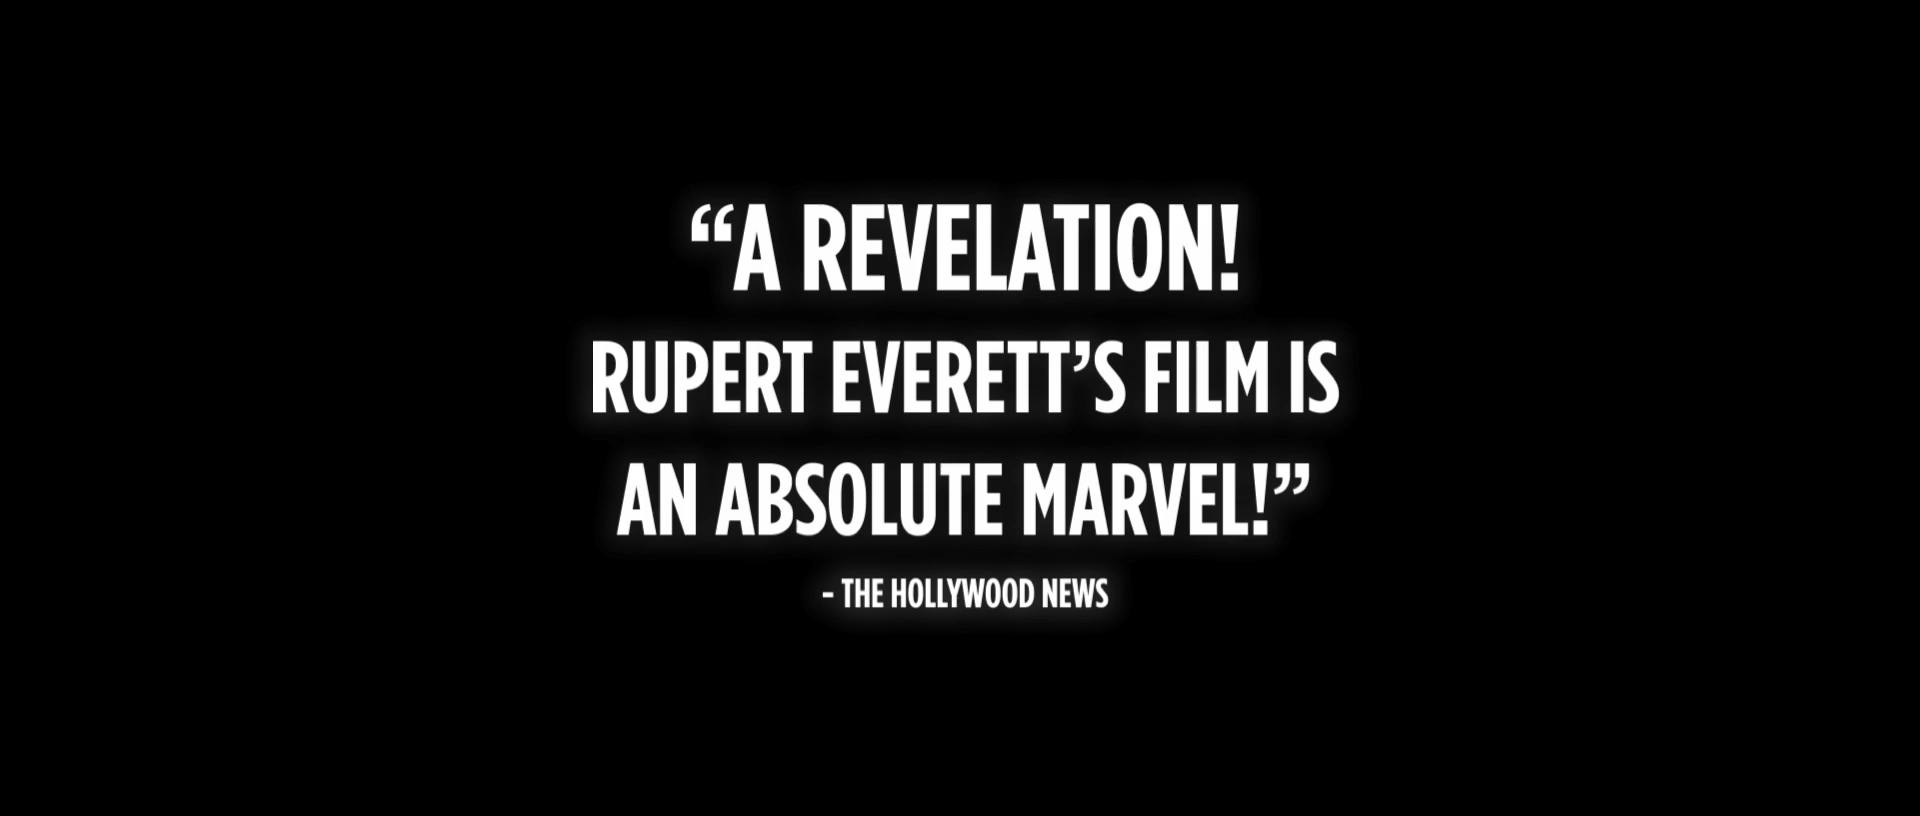 “A REVELATION!
RUPERT EVERETT’S FILM IS
AN ABSOLUTE MARVEL!”
- THE HOLLYWOOD NEWS